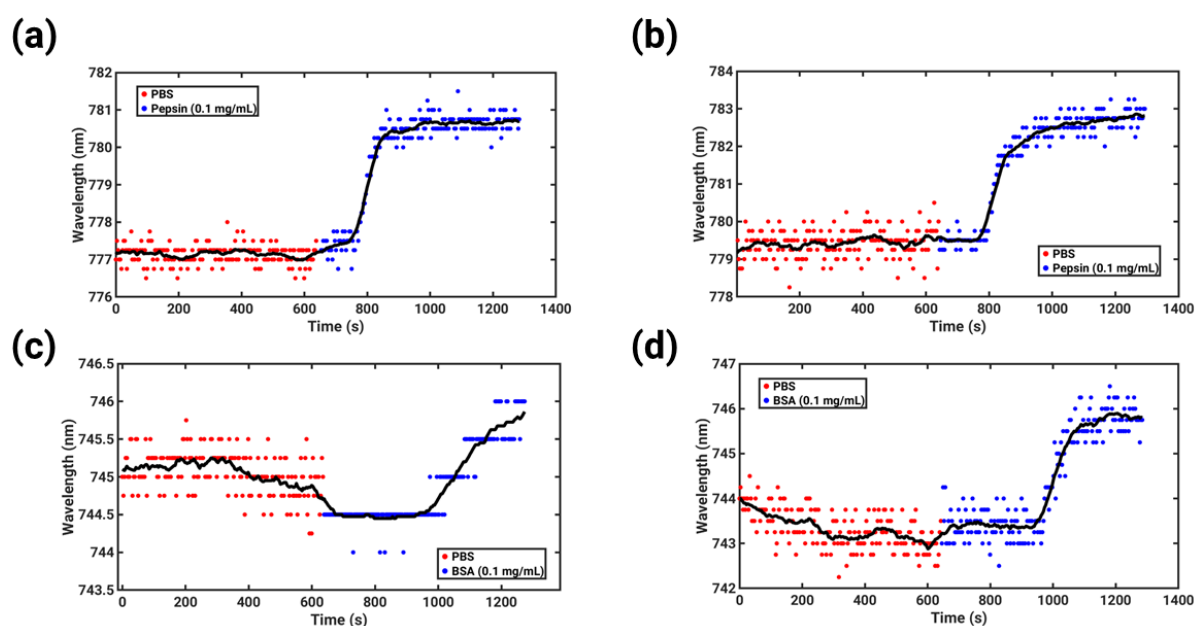 (a)
782
781
780
779
778
777
776
Wavelength (nm)
PBS
Pepsin (0.1 mg/mL)
0 200 400 600 800 1000 1200 1400
Time (s)
(b)
784
783
782
781
780
779
778
Wavelength (nm)
PBS
Pepsin (0.1 mg/mL)
0 200 400 600 800 1000 1200 1400
Time (s)
(c)
746.5
746
745.5
745
744.5
744
743.5
Wavelength (nm)
PBS
BSA (0.1 mg/mL)
0 200 400 600 800 1000 1200 1400
Time (s)
(d)
747
746
745
744
743
742
Wavelength (nm)
PBS
BSA (0.1 mg/mL)
0 200 400 600 800 1000 1200 1400
Time (s)